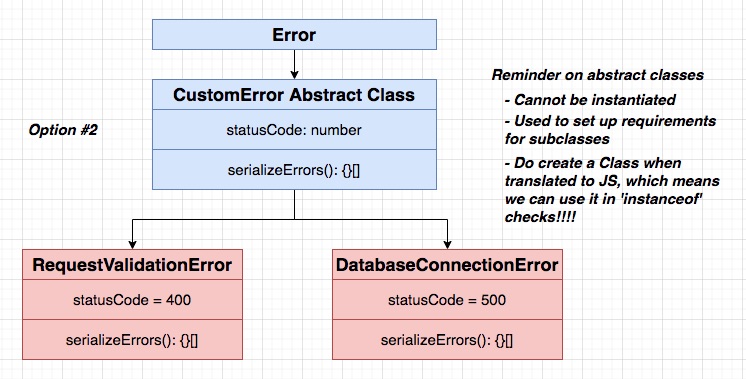 Error
CustomError Abstract Class
statusCode: number
serializeErrors(): {}[]
Option #2
Reminder on abstract classes
- Cannot be instantiated
- Used to set up requirements
for subclasses
- Do create a Class when
translated to JS, which means
we can use it in 'instanceof'
checks!!!!
RequestValidationError
statusCode = 400
serializeErrors(): {}[]
DatabaseConnectionError
statusCode = 500
serializeErrors(): {}[]